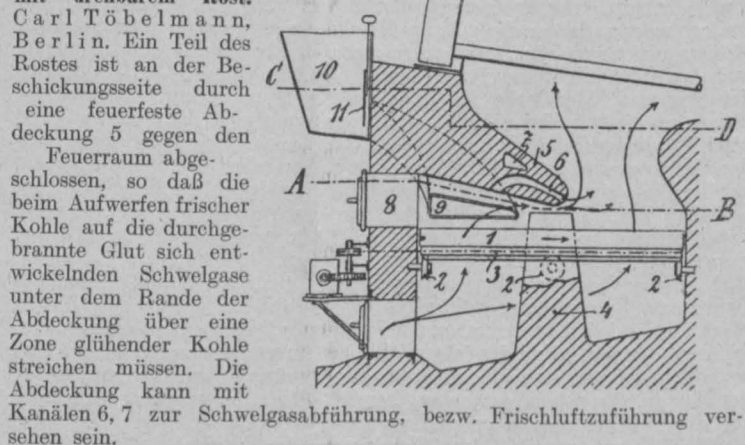 mit drehbarem Rost.
Carl Töbelmann,
Berlin. Ein Teil des
Rostes ist an der Be-
schickungsseite durch
eine feuerfeste Ab-
deckung 5 gegen den
Feuerraum abge-
schlossen, so daß die
beim Aufwerfen frischer
Kohle auf die durchge-
brannte Glut sich ent-
wickelnden Schwelgase
unter dem Rande der
Abdeckung über eine
Zone glühender Kohle
streichen müssen. Die
Abdeckung kann mit
Kanälen 6, 7 zur Schwelgasabführung, bezw. Frischluftzuführung ver-
sehen sein.
10
C
11
D
7 5 6
A
8
9
B
1
2
3
2
2
4